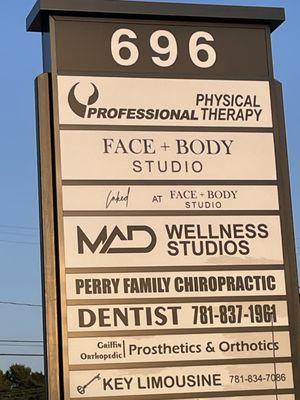 696
PROFESSIONAL PHYSICAL THERAPY
FACE + BODY
STUDIO
Caked AT FACE + BODY STUDIO
MAD WELLNESS STUDIOS
PERRY FAMILY CHIROPRACTIC
DENTIST 781-837-1961
Griffin Orthopedic Prosthetics & Orthotics
KEY LIMOUSINE 781-834-7086